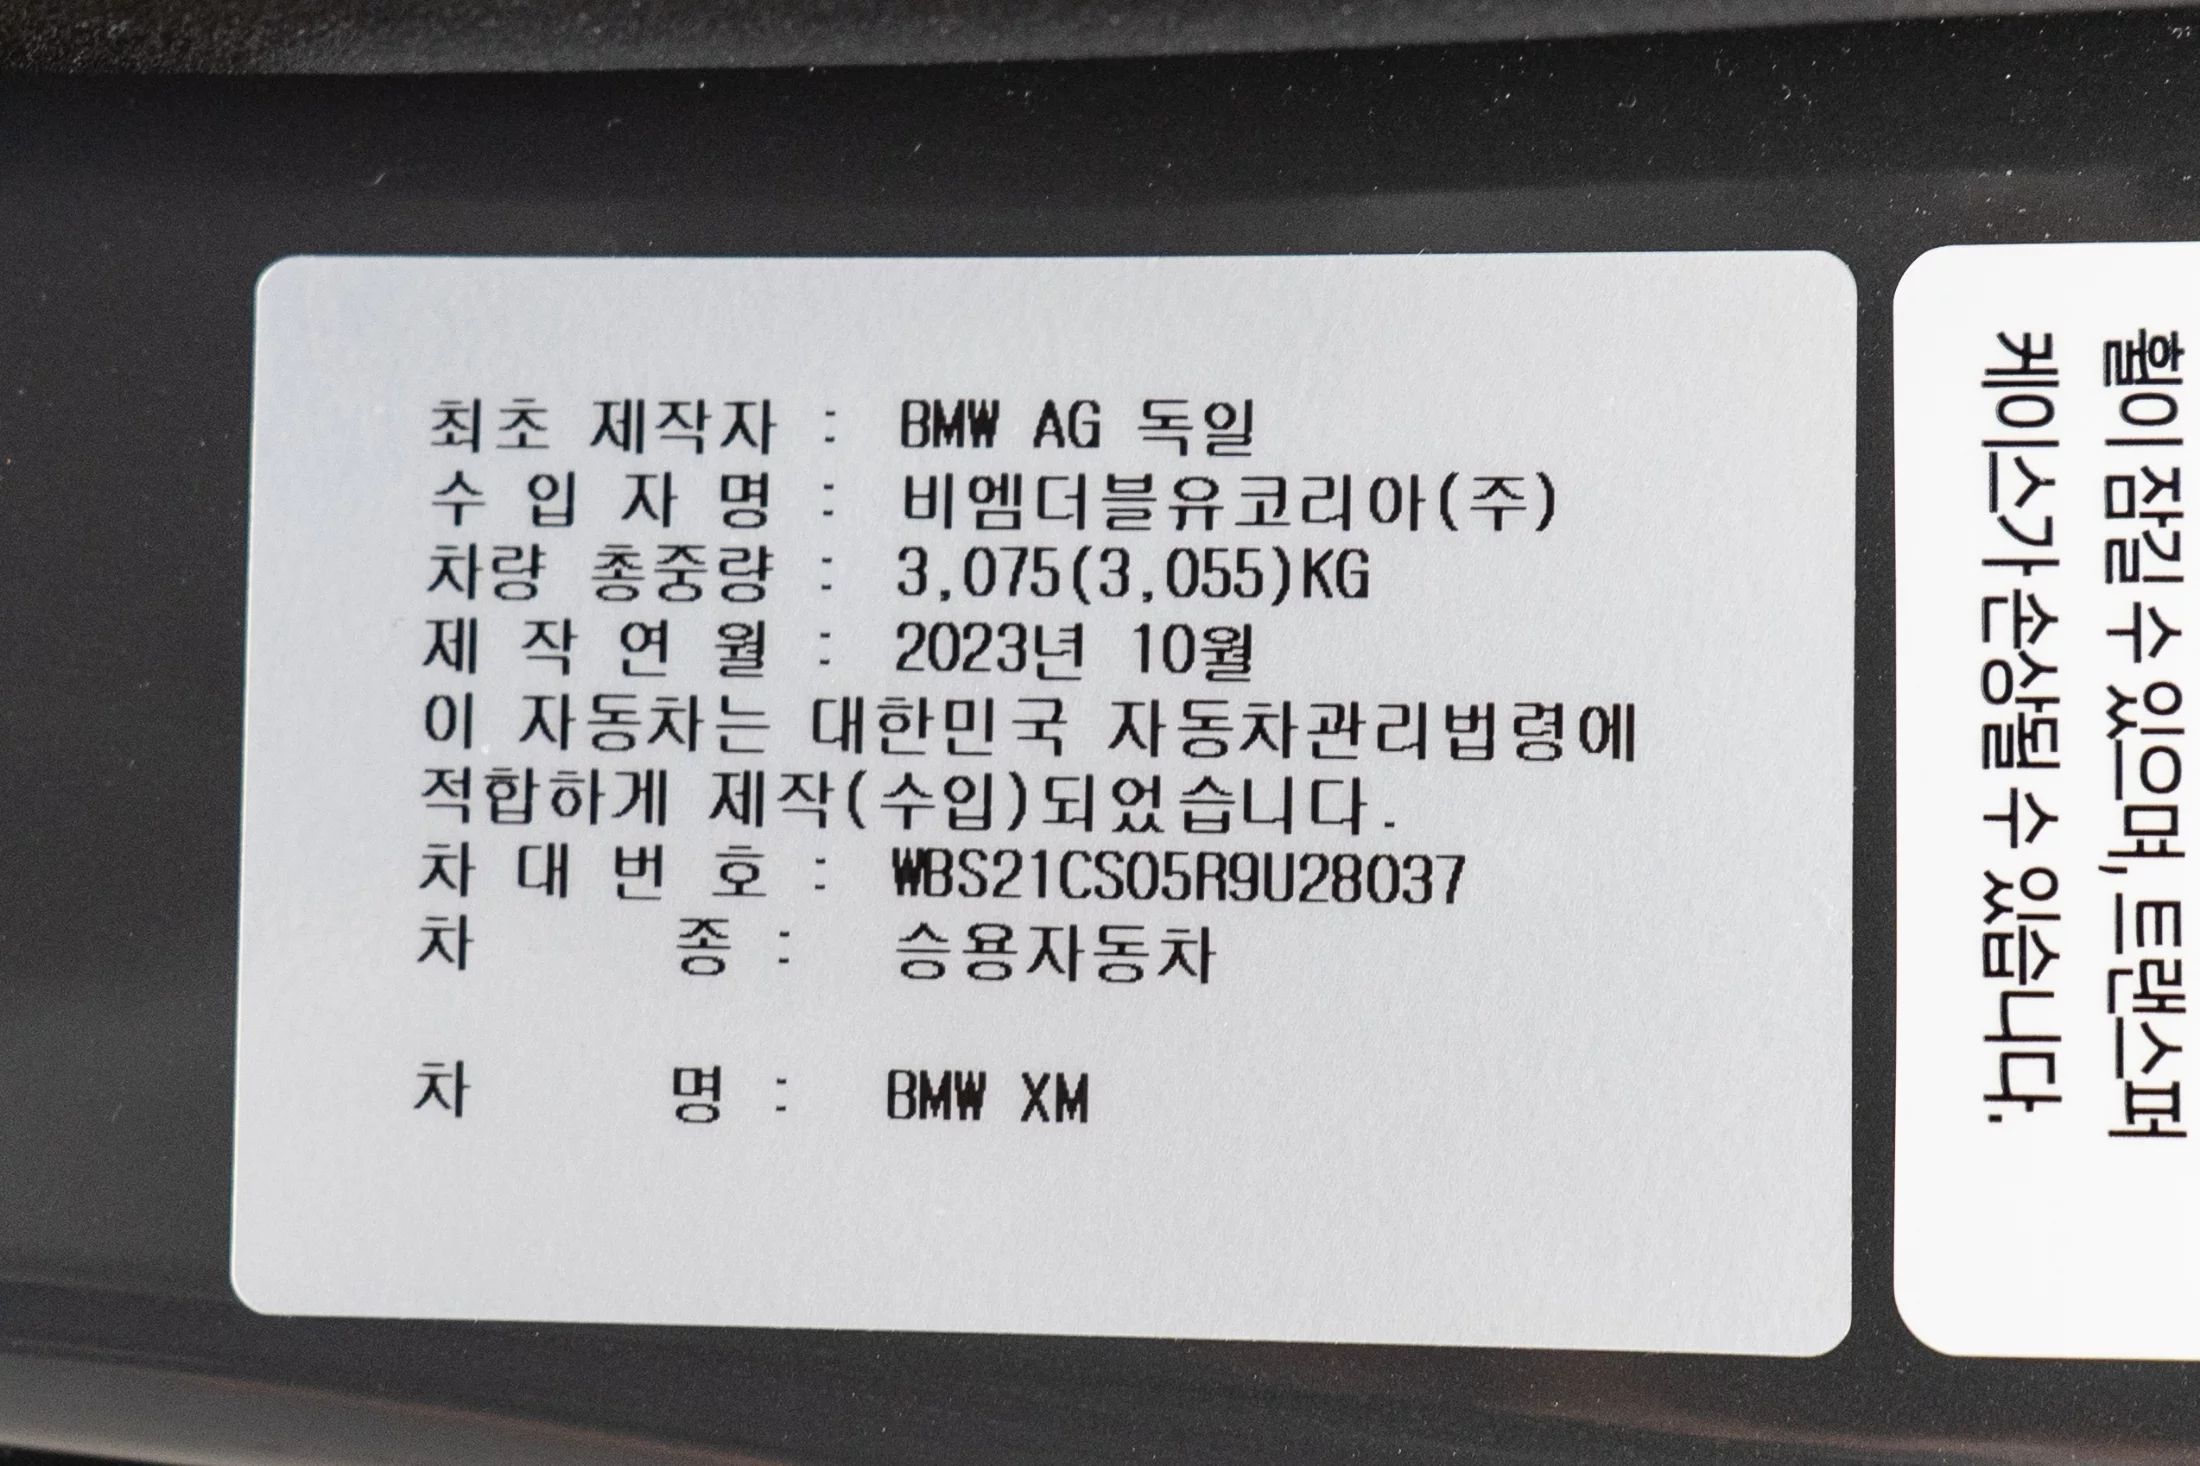 최초 제작자 : BMW AG 독일
수 입 자 명 : 비엠더블유코리아(주)
차량 총중량 : 3,075(3,055)KG
제 작 연 월 : 2023년 10월
이 자동차는 대한민국 자동차관리법령에
적합하게 제작(수입)되었습니다.
차 대 번 호 : WBS21CS05R9U28037
차 종 : 승용자동차
차 명 : BMW XM
휠이 잠길 수 있으며, 트랜스퍼
케이스가 손상될 수 있습니다.